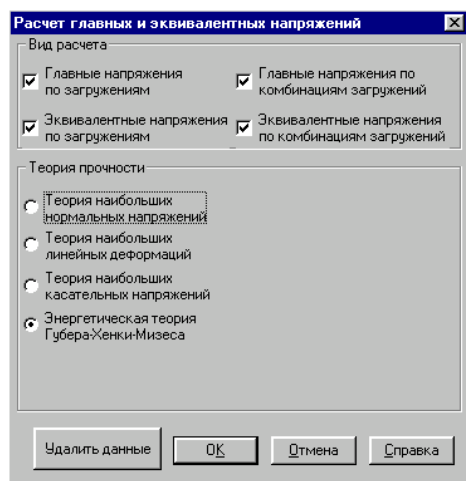 Расчет главных и эквивалентных напряжений
Вид расчета
Главные напряжения
по загружениям
Главные напряжения по
комбинациям загружений
Эквивалентные напряжения
по загружениям
Эквивалентные напряжения
по комбинациям загружений
Теория прочности
Теория наибольших
нормальных напряжений
Теория наибольших
линейных деформаций
Теория наибольших
касательных напряжений
Энергетическая теория
Губера-Хенки-Мизеса
Удалить данные
OK
Отмена
Справка